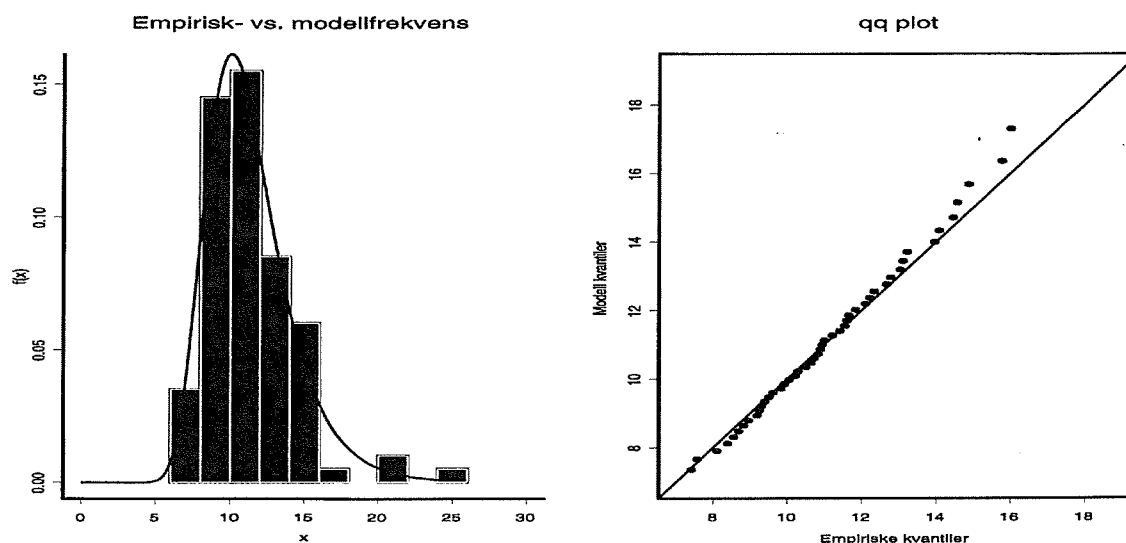 Empirisk- vs. modellfrekvens
f(x)
0.15
0.10
0.05
0.00
0 5 10 15 20 25 30
x
qq plot
Modell kvantiler
18
16
14
12
10
8
8 10 12 14 16 18
Empiriske kvantiler